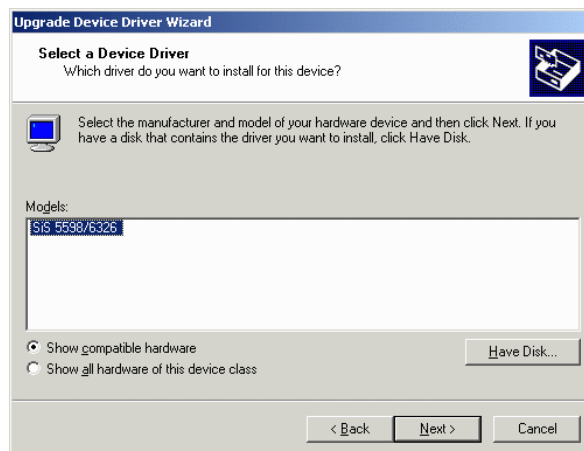 Upgrade Device Driver Wizard
Select a Device Driver
Which driver do you want to install for this device?
Select the manufacturer and model of your hardware device and then click Next. If you
have a disk that contains the driver you want to install, click Have Disk.
Models:
SiS 5598/6326
Show compatible hardware
Show all hardware of this device class
Have Disk...
< Back
Next >
Cancel